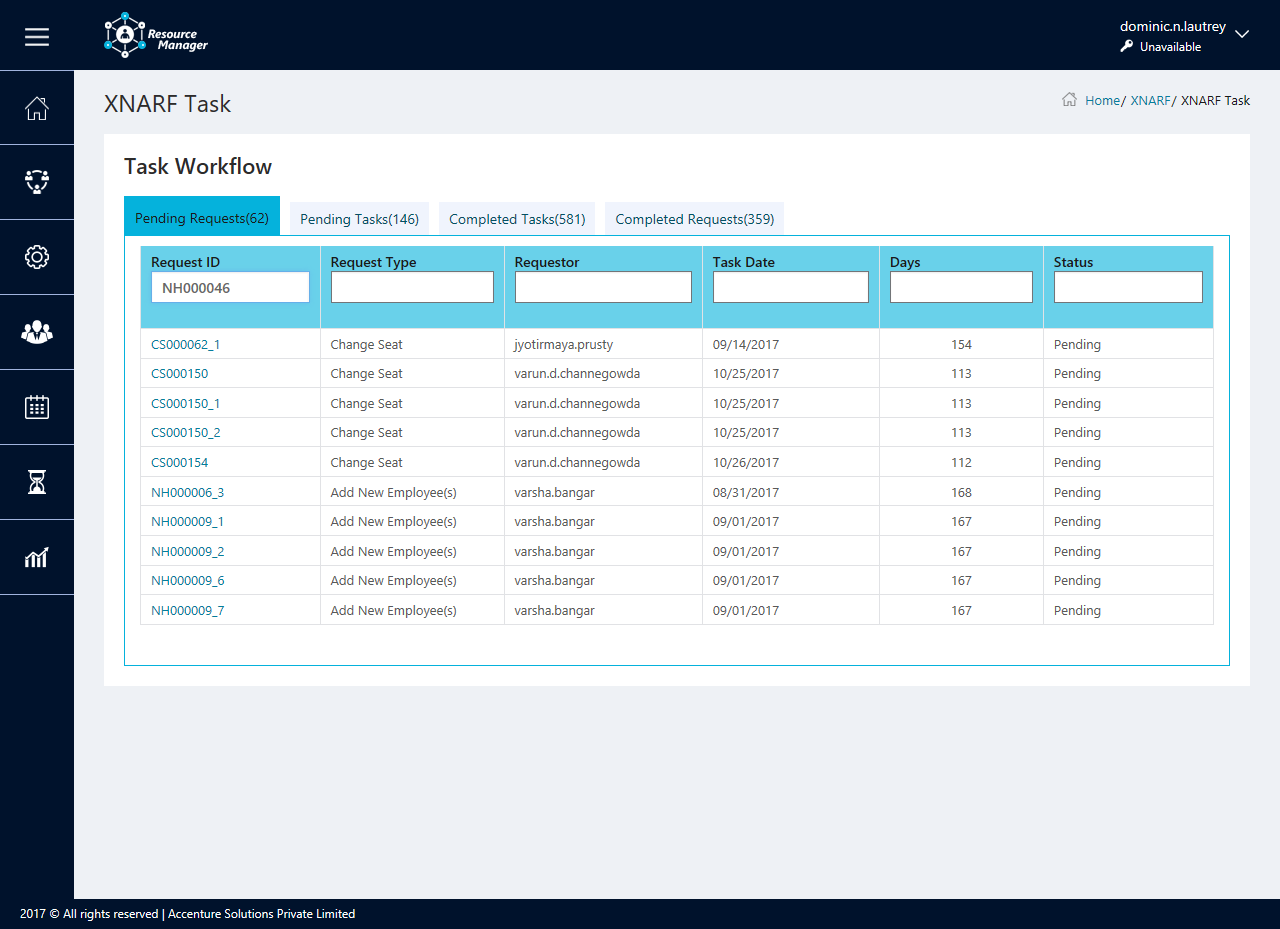 Resource
Manager
dominic.n.lautrey
Unavailable
XNARF Task
Home/ XNARF/ XNARF Task
Task Workflow
Pending Requests(62) Pending Tasks(146) Completed Tasks(581) Completed Requests(359)
Request ID Request Type Requestor Task Date Days Status
NH000046
CS000062_1 Change Seat jyotirmaya.prusty 09/14/2017 154 Pending
CS000150 Change Seat varun.d.channegowda 10/25/2017 113 Pending
CS000150_1 Change Seat varun.d.channegowda 10/25/2017 113 Pending
CS000150_2 Change Seat varun.d.channegowda 10/25/2017 113 Pending
CS000154 Change Seat varun.d.channegowda 10/26/2017 112 Pending
NH000006_3 Add New Employee(s) varsha.bangar 08/31/2017 168 Pending
NH000009_1 Add New Employee(s) varsha.bangar 09/01/2017 167 Pending
NH000009_2 Add New Employee(s) varsha.bangar 09/01/2017 167 Pending
NH000009_6 Add New Employee(s) varsha.bangar 09/01/2017 167 Pending
NH000009_7 Add New Employee(s) varsha.bangar 09/01/2017 167 Pending
2017 © All rights reserved | Accenture Solutions Private Limited